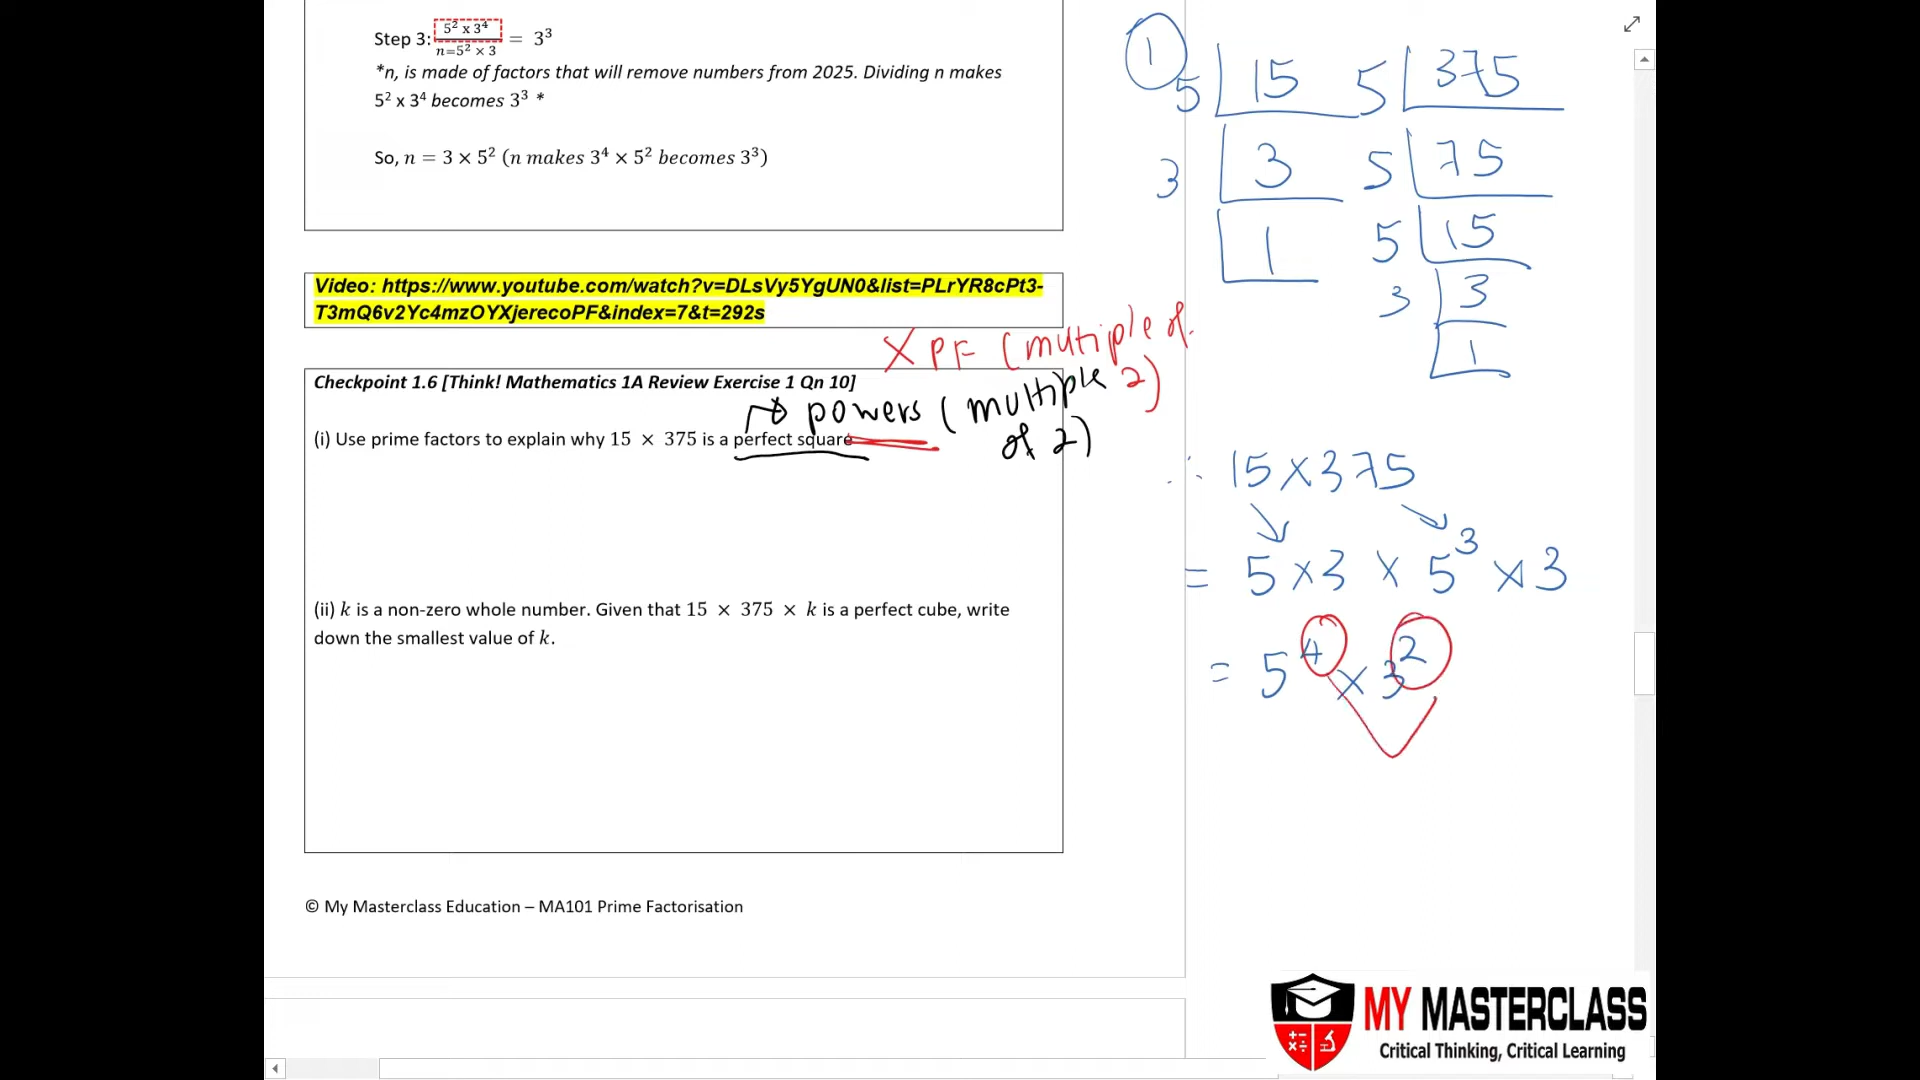 Step 3: 5² x 3⁴ / n=5² × 3 = 3³
*n, is made of factors that will remove numbers from 2025. Dividing n makes
5² x 3⁴ becomes 3³ *
So, n = 3 × 5² (n makes 3⁴ × 5² becomes 3³)
Video: https://www.youtube.com/watch?v=DLsVy5YgUN0&list=PLrYR8cPt3-
T3mQ6v2Yc4mzOYXjerecoPF&index=7&t=292s
X PF (multiple of
2)
Checkpoint 1.6 [Think! Mathematics 1A Review Exercise 1 Qn 10]
powers (multiple
of 2)
(i) Use prime factors to explain why 15 × 375 is a perfect square
(ii) k is a non-zero whole number. Given that 15 × 375 × k is a perfect cube, write
down the smallest value of k.
© My Masterclass Education – MA101 Prime Factorisation
1
5 15
3 3
1
5 375
5 75
5 15
3 3
1
∴ 15 × 375
= 5 × 3 × 5³ × 3
= 5⁴ × 3²
MY MASTERCLASS
Critical Thinking, Critical Learning